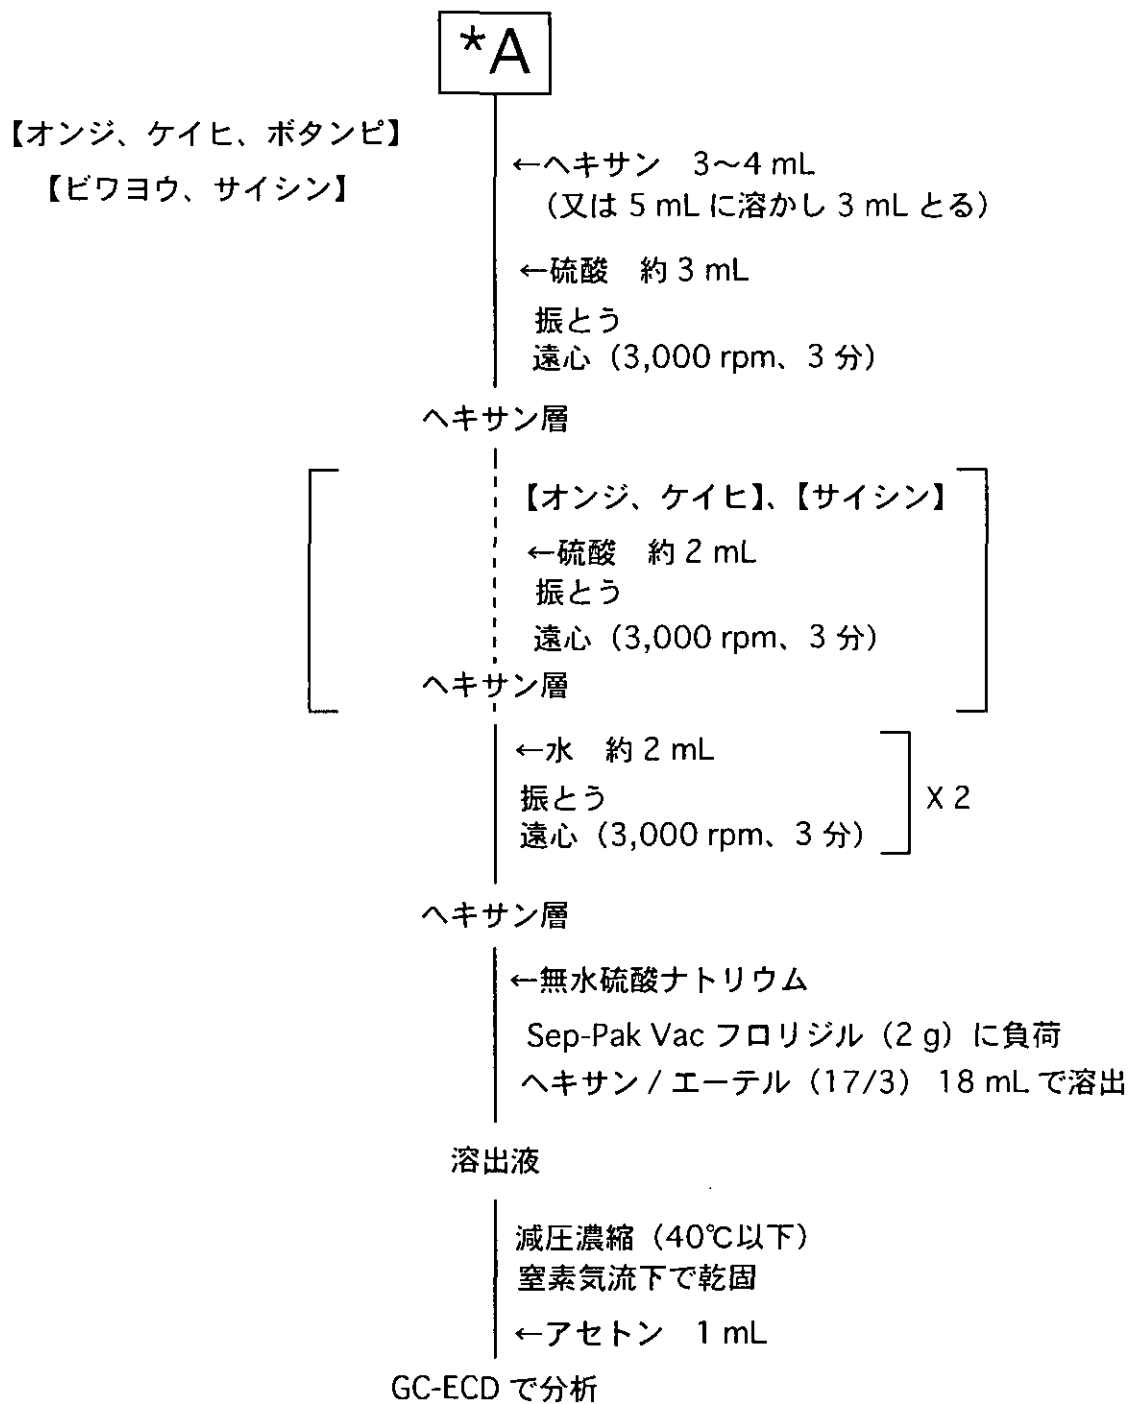 *A
【オンジ、ケイヒ、ボタンピ】
【ビワヨウ、サイシン】
←ヘキサン 3〜4 mL
（又は 5 mL に溶かし 3 mL とる）
←硫酸 約 3 mL
振とう
遠心（3,000 rpm、3 分）
ヘキサン層
【オンジ、ケイヒ】、【サイシン】
←硫酸 約 2 mL
振とう
遠心（3,000 rpm、3 分）
ヘキサン層
←水 約 2 mL
振とう
遠心（3,000 rpm、3 分）
X 2
ヘキサン層
←無水硫酸ナトリウム
Sep-Pak Vac フロリジル（2 g）に負荷
ヘキサン / エーテル（17/3） 18 mL で溶出
溶出液
減圧濃縮（40℃以下）
窒素気流下で乾固
←アセトン 1 mL
GC-ECD で分析